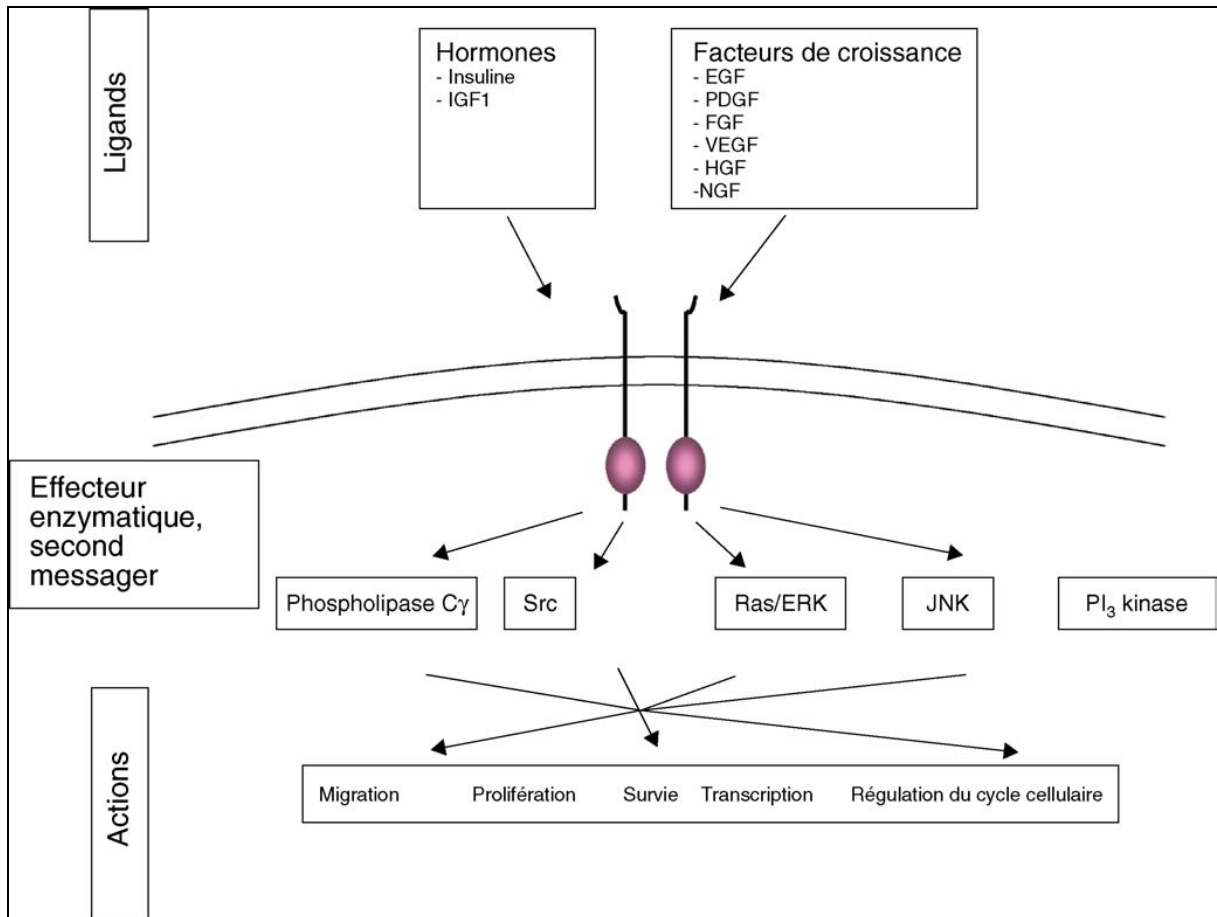 Ligands
Hormones
- Insuline
- IGF1
Facteurs de croissance
- EGF
- PDGF
- FGF
- VEGF
- HGF
-NGF
Effecteur
enzymatique,
second
messager
Phospholipase Cγ
Src
Ras/ERK
JNK
PI₃ kinase
Actions
Migration Prolifération Survie Transcription Régulation du cycle cellulaire